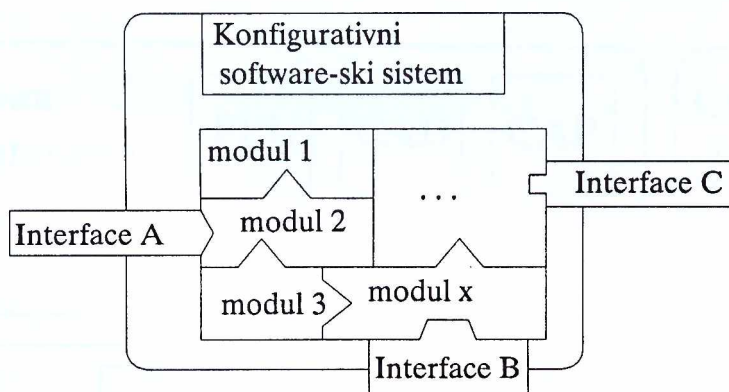 Konfigurativni
software-ski sistem
modul 1
...
Interface C
Interface A
modul 2
modul 3
modul x
Interface B